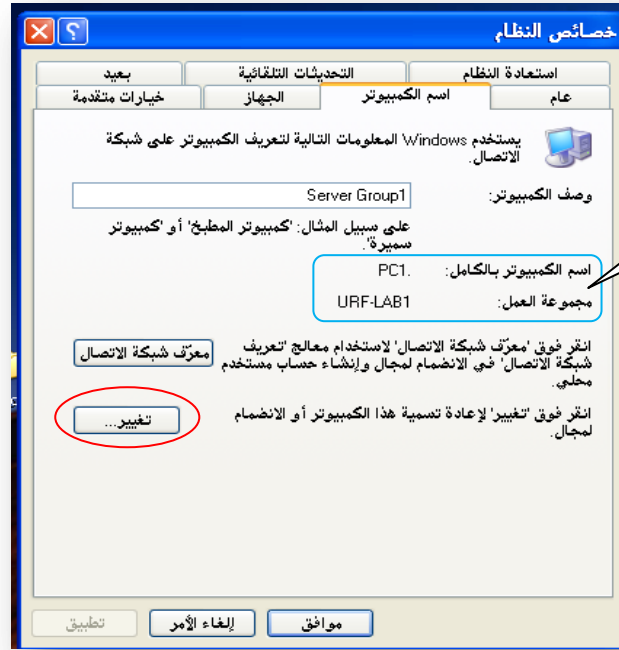 خصائص النظام
استعادة النظام
التحديثات التلقائية
بعيد
عام
اسم الكمبيوتر
الجهاز
خيارات متقدمة
يستخدم Windows المعلومات التالية لتعريف الكمبيوتر على شبكة
الاتصال.
وصف الكمبيوتر:
Server Group1
على سبيل المثال: 'كمبيوتر المطبخ' أو 'كمبيوتر
سميرة'.
اسم الكمبيوتر بالكامل:
PC1.
مجموعة العمل:
URF-LAB1
انقر فوق 'معرّف شبكة الاتصال' لاستخدام معالج 'تعريف
شبكة الاتصال' في الانضمام لمجال وإنشاء حساب مستخدم
محلي.
معرّف شبكة الاتصال
انقر فوق 'تغيير' لإعادة تسمية هذا الكمبيوتر أو الانضمام
لمجال.
تغيير...
موافق
إلغاء الأمر
تطبيق